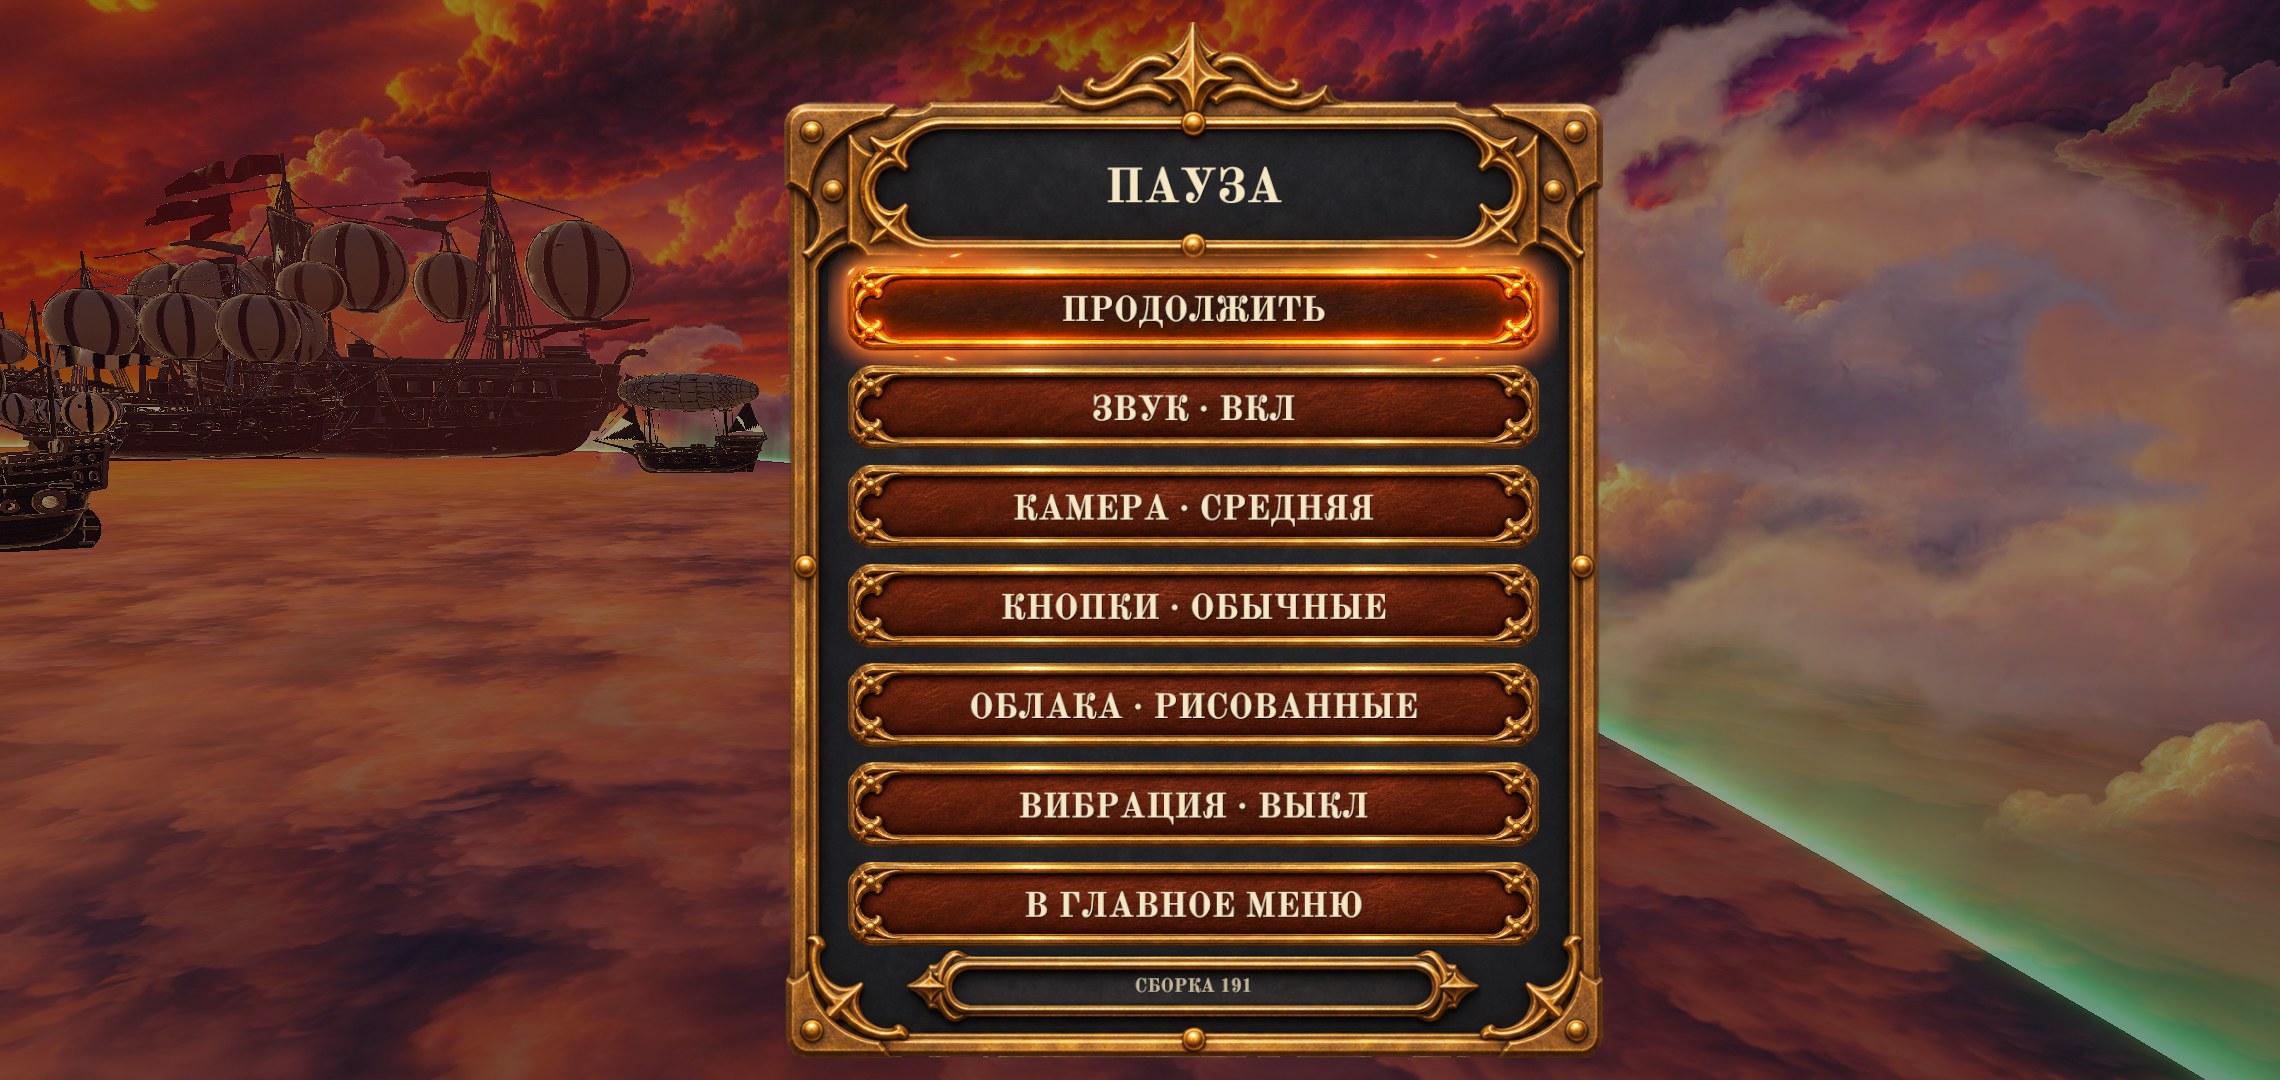 ПАУЗА
ПРОДОЛЖИТЬ
ЗВУК · ВКЛ
КАМЕРА · СРЕДНЯЯ
КНОПКИ · ОБЫЧНЫЕ
ОБЛАКА · РИСОВАННЫЕ
ВИБРАЦИЯ · ВЫКЛ
В ГЛАВНОЕ МЕНЮ
СБОРКА 191